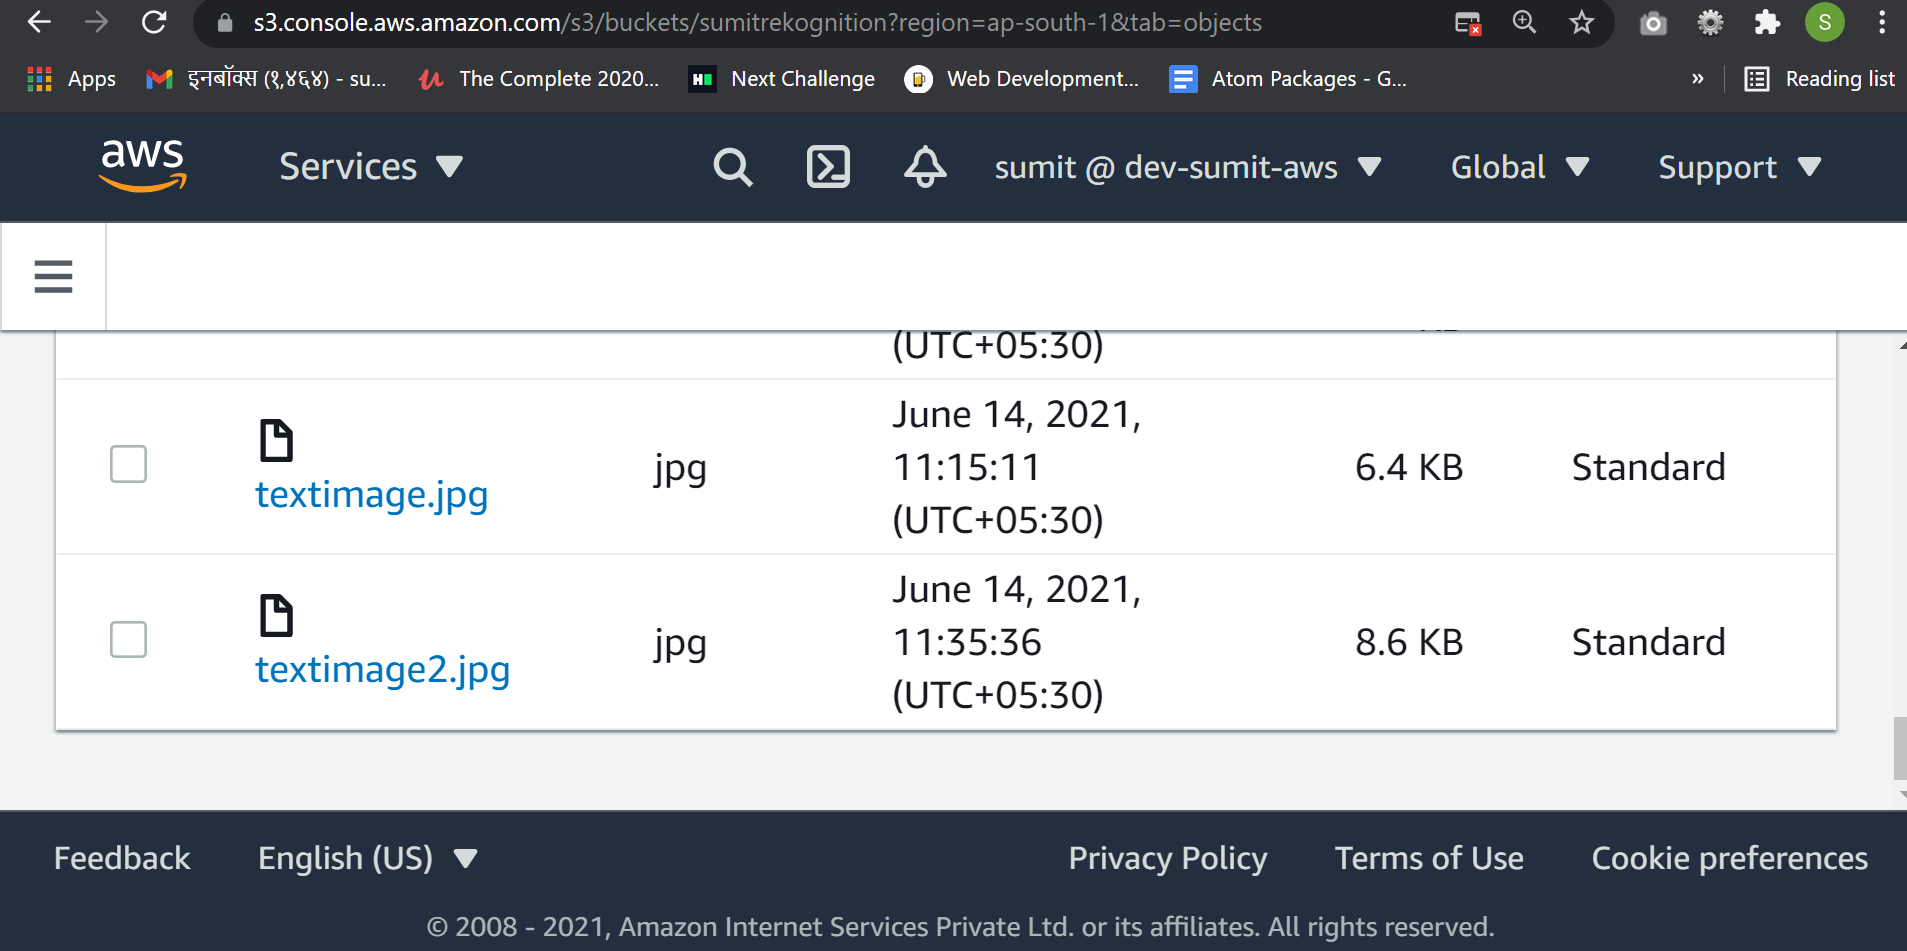 s3.console.aws.amazon.com/s3/buckets/sumitrekognition?region=ap-south-1&tab=objects
S
Apps
इनबॉक्स (१,४६४) - su...
The Complete 2020...
Next Challenge
Web Development...
Atom Packages - G...
»
Reading list
aws
Services
sumit @ dev-sumit-aws
Global
Support
(UTC+05:30)
textimage.jpg
jpg
June 14, 2021,
11:15:11
(UTC+05:30)
6.4 KB
Standard
textimage2.jpg
jpg
June 14, 2021,
11:35:36
(UTC+05:30)
8.6 KB
Standard
Feedback
English (US)
Privacy Policy
Terms of Use
Cookie preferences
© 2008 - 2021, Amazon Internet Services Private Ltd. or its affiliates. All rights reserved.